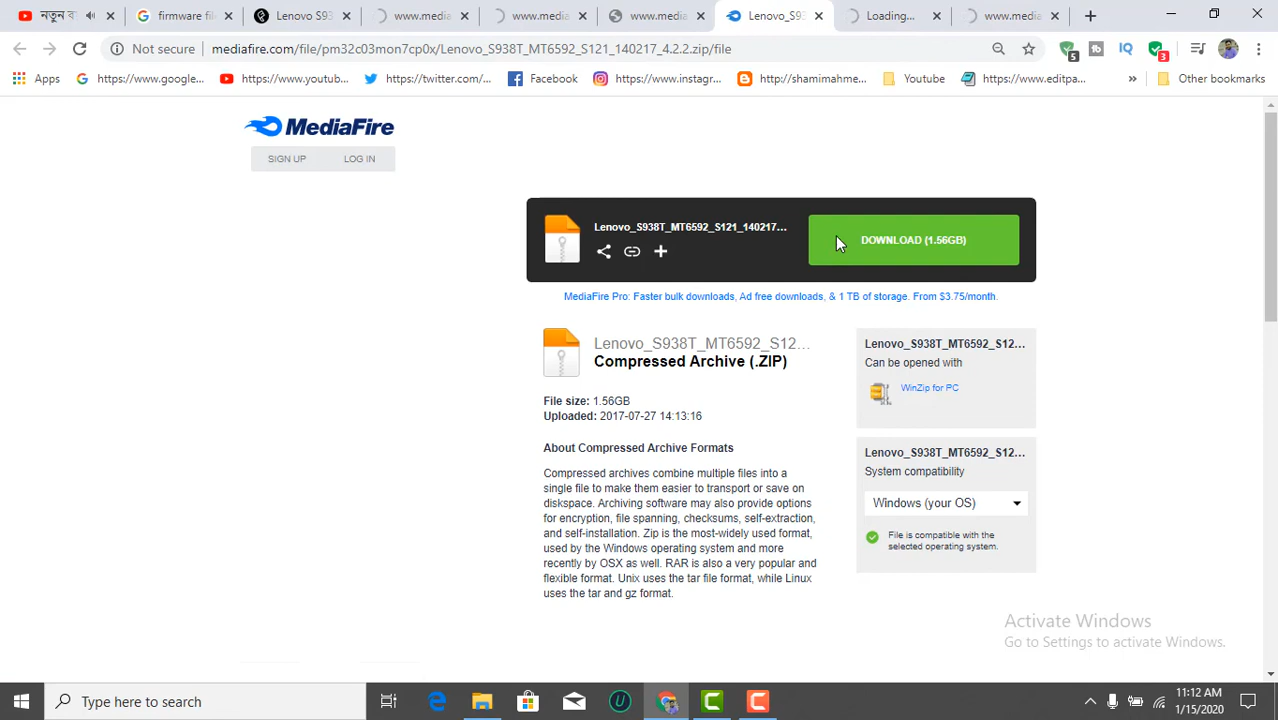 নতুন
firmware fil
Lenovo S93
www.media
www.media
www.media
Lenovo_S93
Loading...
www.media
Not secure
mediafire.com/file/pm32c03mon7cp0x/Lenovo_S938T_MT6592_S121_140217_4.2.2.zip/file
IQ
5
3
Apps
https://www.google...
https://www.youtub...
https://twitter.com/...
Facebook
https://www.instagr...
http://shamimahme...
Youtube
https://www.editpa...
»
Other bookmarks
MediaFire
SIGN UP
LOG IN
Lenovo_S938T_MT6592_S121_140217...
DOWNLOAD (1.56GB)
MediaFire Pro: Faster bulk downloads, Ad free downloads, & 1 TB of storage. From $3.75/month.
Lenovo_S938T_MT6592_S12...
Compressed Archive (.ZIP)
File size: 1.56GB
Uploaded: 2017-07-27 14:13:16
About Compressed Archive Formats
Compressed archives combine multiple files into a
single file to make them easier to transport or save on
diskspace. Archiving software may also provide options
for encryption, file spanning, checksums, self-extraction,
and self-installation. Zip is the most-widely used format,
used by the Windows operating system and more
recently by OSX as well. RAR is also a very popular and
flexible format. Unix uses the tar file format, while Linux
uses the tar and gz format.
Lenovo_S938T_MT6592_S12...
Can be opened with
WinZip for PC
Lenovo_S938T_MT6592_S12...
System compatibility
Windows (your OS)
File is compatible with the
selected operating system.
Activate Windows
Go to Settings to activate Windows.
Type here to search
11:12 AM
1/15/2020